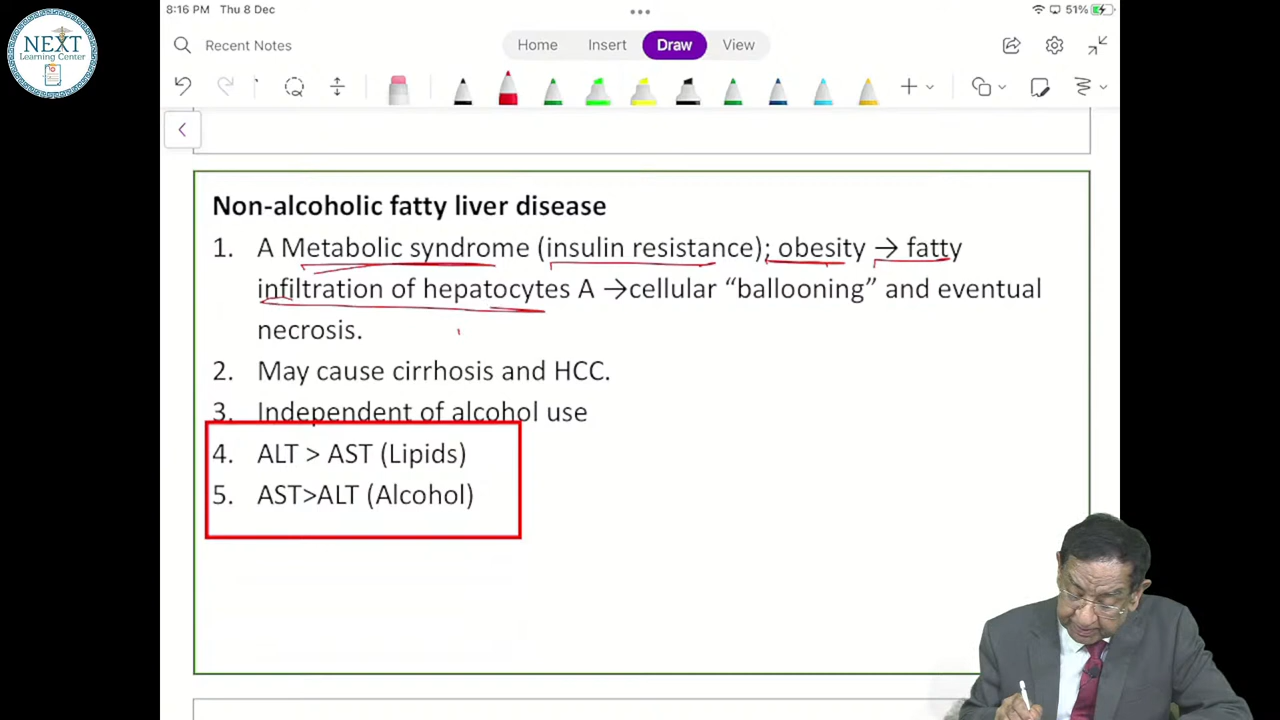 8:16 PM Thu 8 Dec
51%
NEXT
Learning Center
Recent Notes
Home Insert Draw View
Non-alcoholic fatty liver disease
1. A Metabolic syndrome (insulin resistance); obesity → fatty
infiltration of hepatocytes A →cellular “ballooning” and eventual
necrosis.
2. May cause cirrhosis and HCC.
3. Independent of alcohol use
4. ALT > AST (Lipids)
5. AST>ALT (Alcohol)